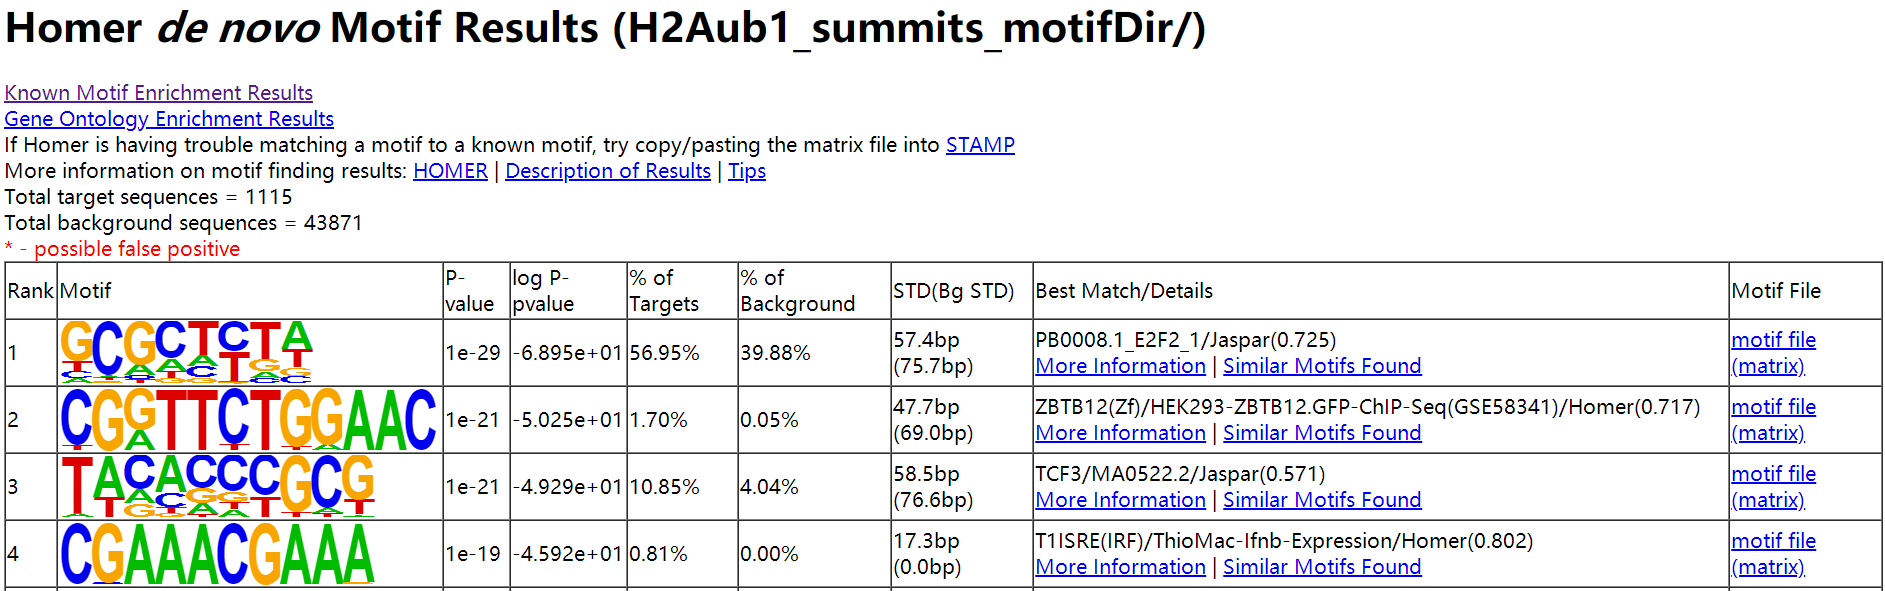 Homer de novo Motif Results (H2Aub1_summits_motifDir/)
Known Motif Enrichment Results
Gene Ontology Enrichment Results
If Homer is having trouble matching a motif to a known motif, try copy/pasting the matrix file into STAMP
More information on motif finding results: HOMER | Description of Results | Tips
Total target sequences = 1115
Total background sequences = 43871
* - possible false positive
Rank Motif P-value log P-pvalue % of Targets % of Background STD(Bg STD) Best Match/Details Motif File
1 GCGCTCTA 1e-29 -6.895e+01 56.95% 39.88% 57.4bp (75.7bp) PB0008.1_E2F2_1/Jaspar(0.725) motif file (matrix)
More Information | Similar Motifs Found
2 CGGTTCTGGAAC 1e-21 -5.025e+01 1.70% 0.05% 47.7bp (69.0bp) ZBTB12(Zf)/HEK293-ZBTB12.GFP-ChIP-Seq(GSE58341)/Homer(0.717) motif file (matrix)
More Information | Similar Motifs Found
3 TACACCCGCG 1e-21 -4.929e+01 10.85% 4.04% 58.5bp (76.6bp) TCF3/MA0522.2/Jaspar(0.571) motif file (matrix)
More Information | Similar Motifs Found
4 CGAAACGAAA 1e-19 -4.592e+01 0.81% 0.00% 17.3bp (0.0bp) T1ISRE(IRF)/ThioMac-Ifnb-Expression/Homer(0.802) motif file (matrix)
More Information | Similar Motifs Found